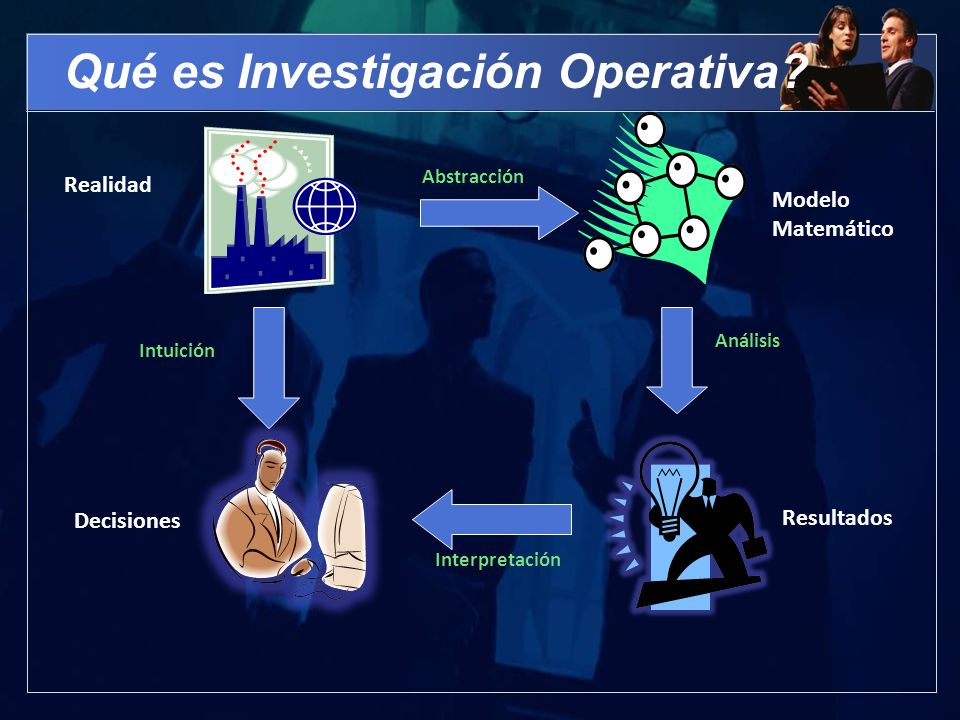 Qué es Investigación Operativa?
Realidad
Abstracción
Modelo
Matemático
Intuición
Análisis
Decisiones
Resultados
Interpretación